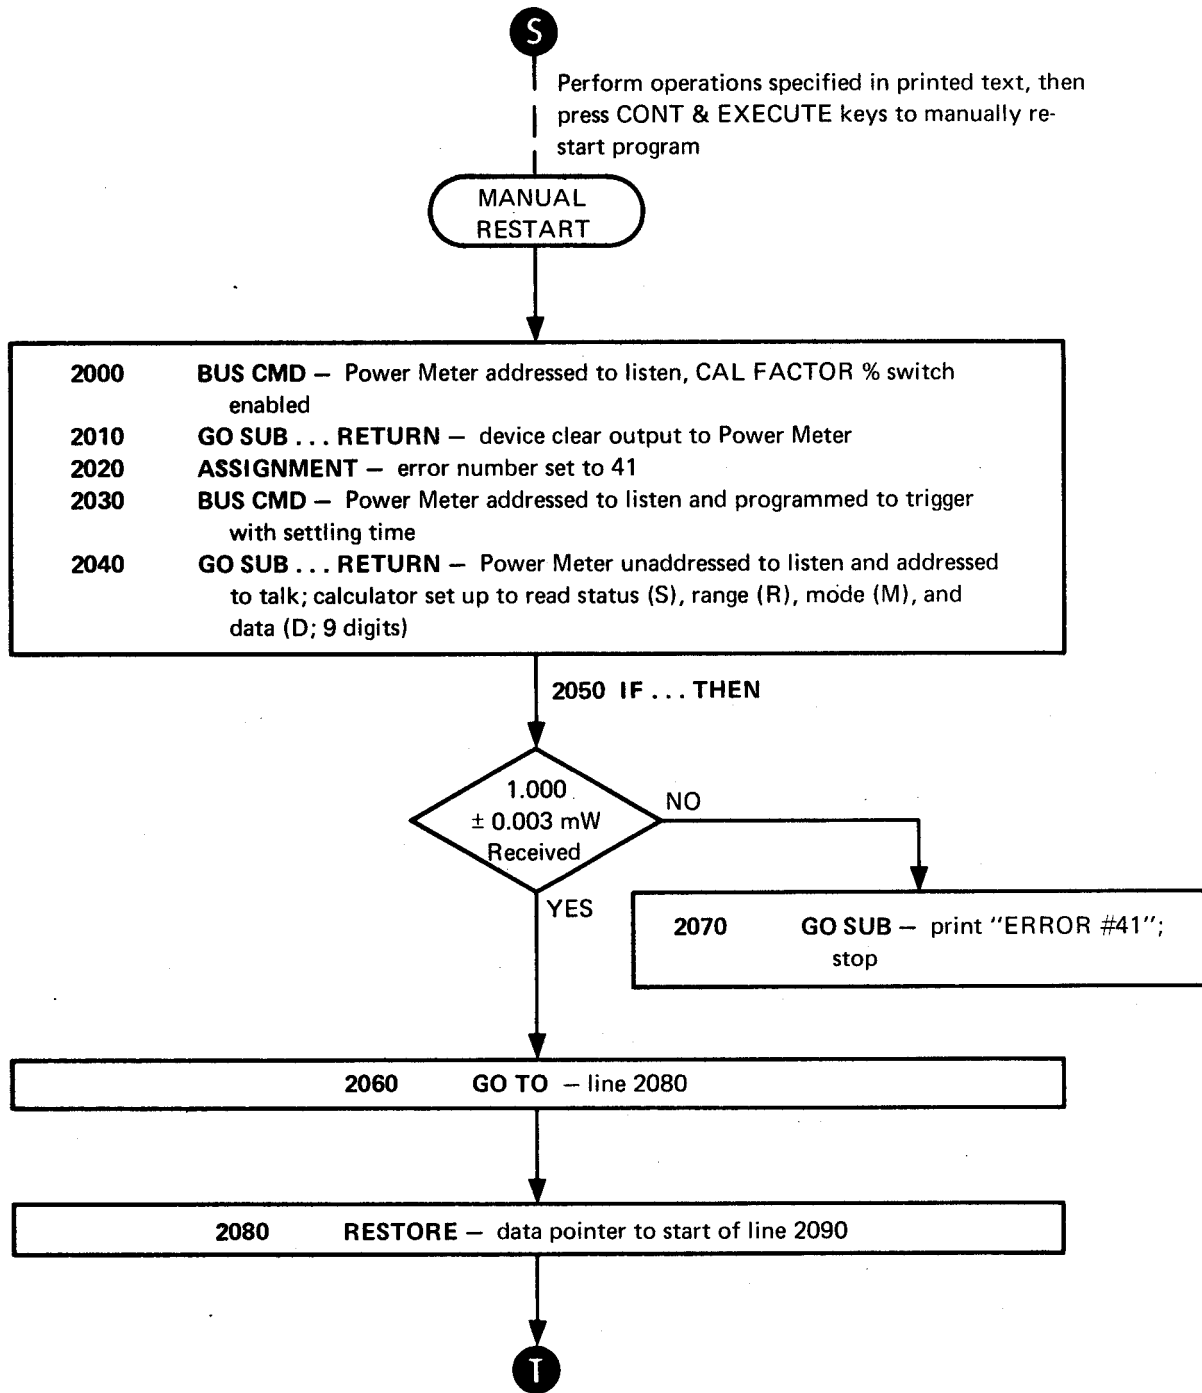 S
Perform operations specified in printed text, then
press CONT & EXECUTE keys to manually re-
start program
MANUAL
RESTART
2000 BUS CMD — Power Meter addressed to listen, CAL FACTOR % switch
enabled
2010 GO SUB . . . RETURN — device clear output to Power Meter
2020 ASSIGNMENT — error number set to 41
2030 BUS CMD — Power Meter addressed to listen and programmed to trigger
with settling time
2040 GO SUB . . . RETURN — Power Meter unaddressed to listen and addressed
to talk; calculator set up to read status (S), range (R), mode (M), and
data (D; 9 digits)
2050 IF . . . THEN
1.000
± 0.003 mW
Received
NO
YES
2070 GO SUB — print "ERROR #41";
stop
2060 GO TO — line 2080
2080 RESTORE — data pointer to start of line 2090
T